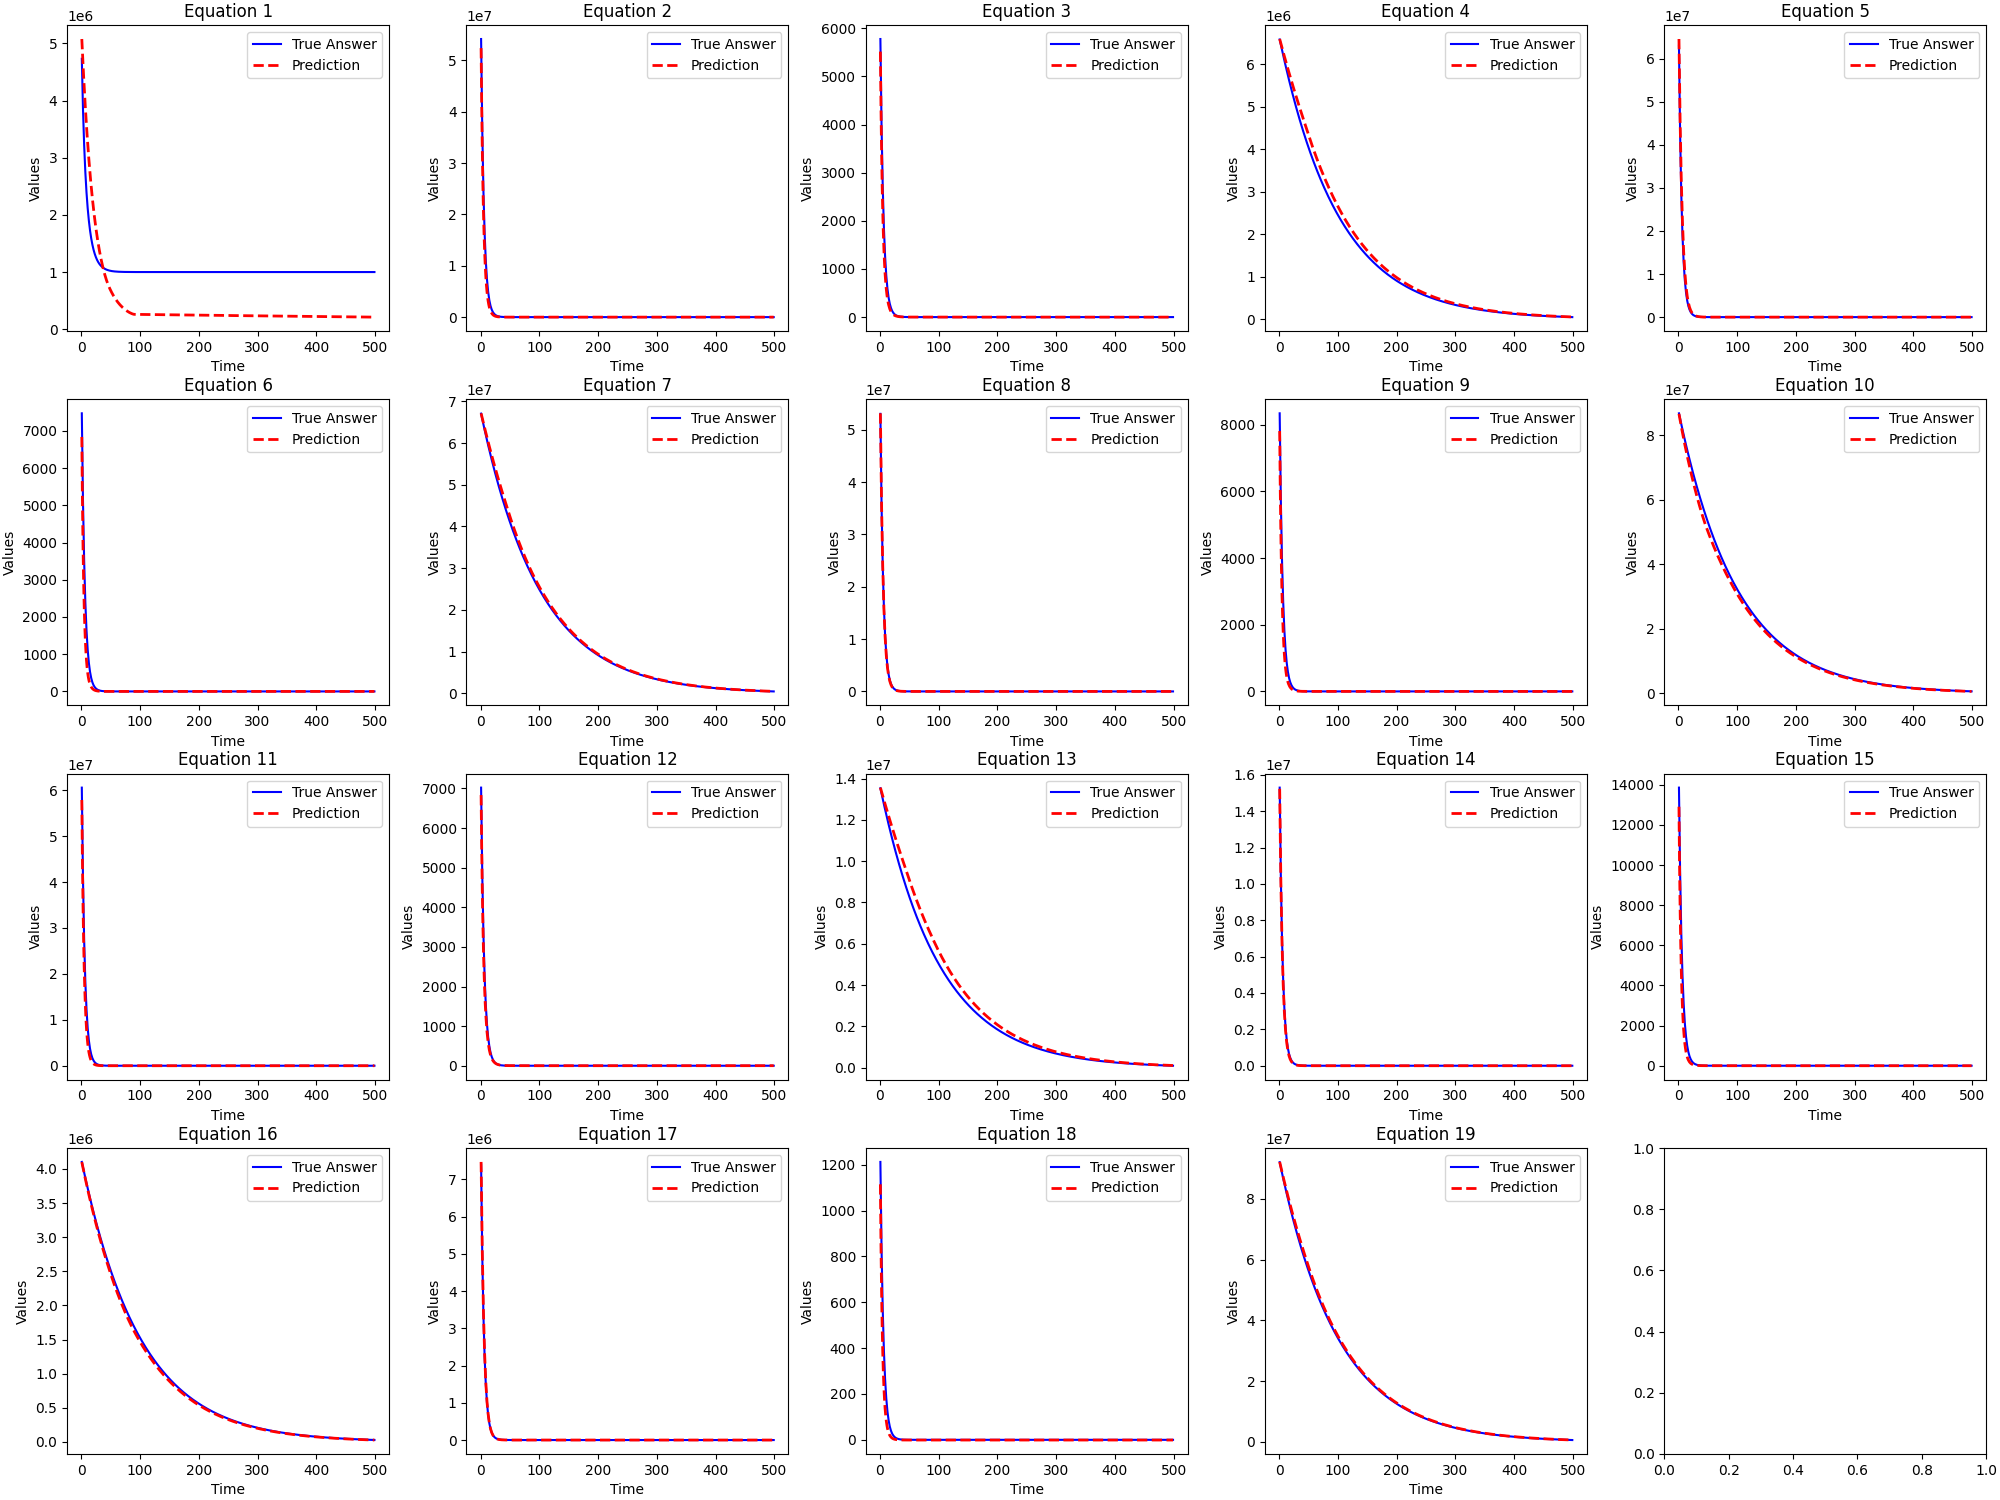 Equation 1
1e6
True Answer
Prediction
5
4
3
2
1
0
Values
0 100 200 300 400 500
Time
Equation 2
1e7
True Answer
Prediction
5
4
3
2
1
0
Values
0 100 200 300 400 500
Time
Equation 3
True Answer
Prediction
6000
5000
4000
3000
2000
1000
0
Values
0 100 200 300 400 500
Time
Equation 4
1e6
True Answer
Prediction
6
5
4
3
2
1
0
Values
0 100 200 300 400 500
Time
Equation 5
1e7
True Answer
Prediction
6
5
4
3
2
1
0
Values
0 100 200 300 400 500
Time
Equation 6
True Answer
Prediction
7000
6000
5000
4000
3000
2000
1000
0
Values
0 100 200 300 400 500
Time
Equation 7
1e7
True Answer
Prediction
7
6
5
4
3
2
1
0
Values
0 100 200 300 400 500
Time
Equation 8
1e7
True Answer
Prediction
5
4
3
2
1
0
Values
0 100 200 300 400 500
Time
Equation 9
True Answer
Prediction
8000
6000
4000
2000
0
Values
0 100 200 300 400 500
Time
Equation 10
1e7
True Answer
Prediction
8
6
4
2
0
Values
0 100 200 300 400 500
Time
Equation 11
1e7
True Answer
Prediction
6
5
4
3
2
1
0
Values
0 100 200 300 400 500
Time
Equation 12
True Answer
Prediction
7000
6000
5000
4000
3000
2000
1000
0
Values
0 100 200 300 400 500
Time
Equation 13
1e7
True Answer
Prediction
1.4
1.2
1.0
0.8
0.6
0.4
0.2
0.0
Values
0 100 200 300 400 500
Time
Equation 14
1e7
True Answer
Prediction
1.6
1.4
1.2
1.0
0.8
0.6
0.4
0.2
0.0
Values
0 100 200 300 400 500
Time
Equation 15
True Answer
Prediction
14000
12000
10000
8000
6000
4000
2000
0
Values
0 100 200 300 400 500
Time
Equation 16
1e6
True Answer
Prediction
4.0
3.5
3.0
2.5
2.0
1.5
1.0
0.5
0.0
Values
0 100 200 300 400 500
Time
Equation 17
1e6
True Answer
Prediction
7
6
5
4
3
2
1
0
Values
0 100 200 300 400 500
Time
Equation 18
True Answer
Prediction
1200
1000
800
600
400
200
0
Values
0 100 200 300 400 500
Time
Equation 19
1e7
True Answer
Prediction
8
6
4
2
0
Values
0 100 200 300 400 500
Time
1.0
0.8
0.6
0.4
0.2
0.0
0.0 0.2 0.4 0.6 0.8 1.0